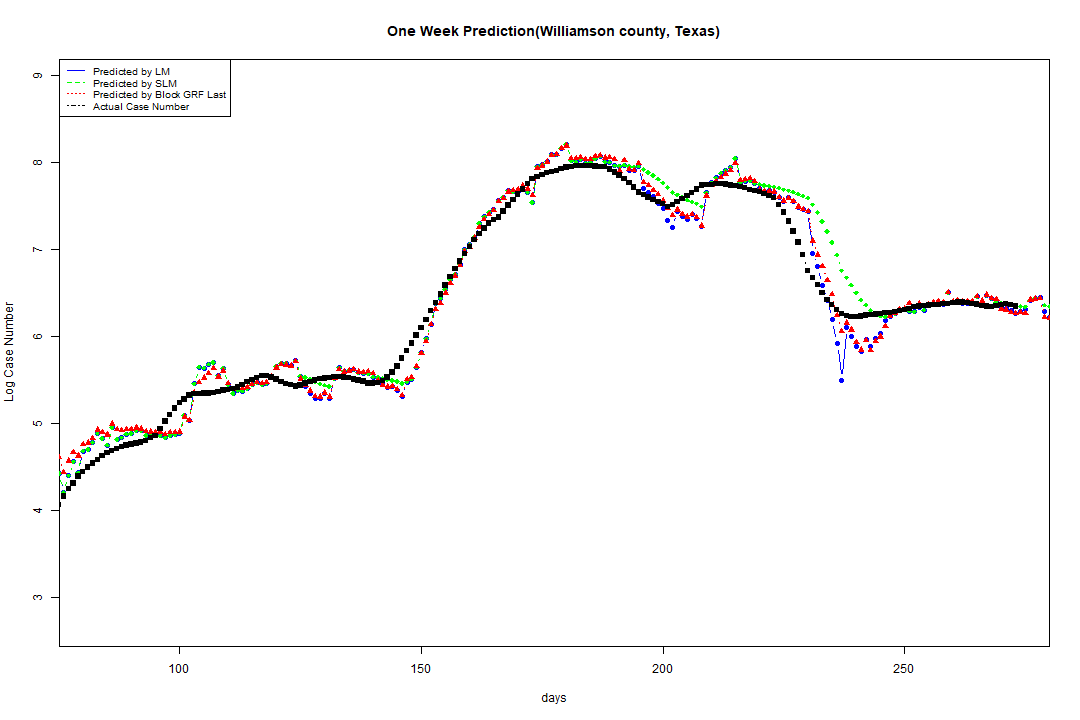 One Week Prediction(Williamson county, Texas)
Predicted by LM
Predicted by SLM
Predicted by Block GRF Last
Actual Case Number
9
8
7
6
5
4
3
Log Case Number
100 150 200 250
days